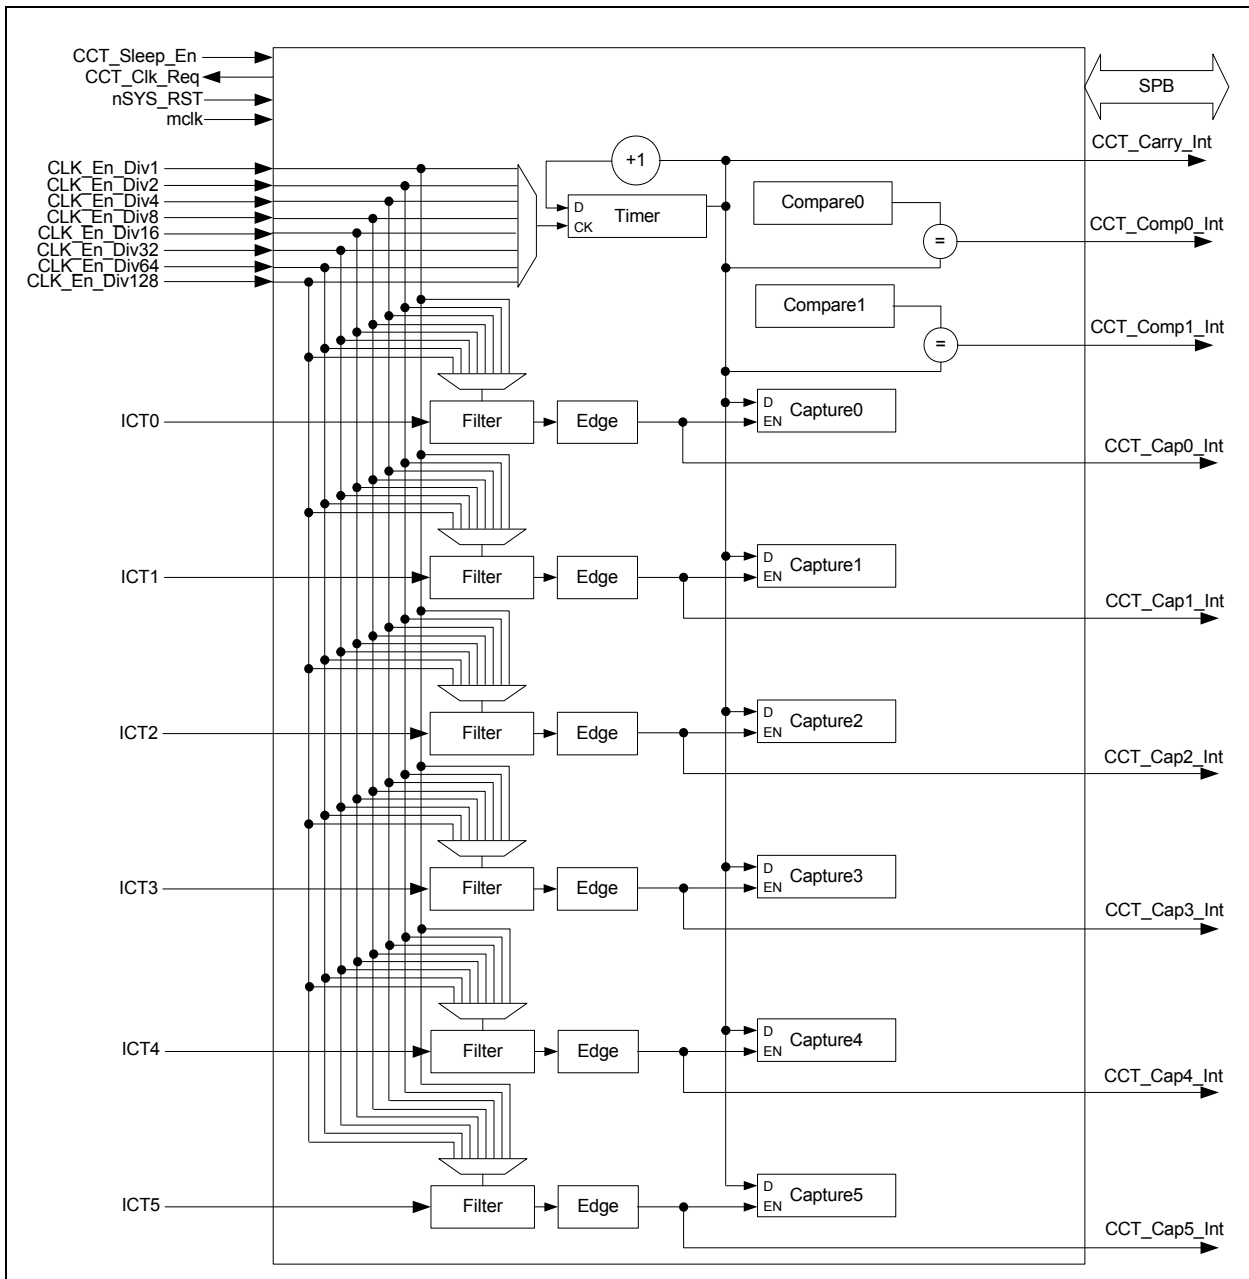 CCT_Sleep_En
CCT_Clk_Req
SPB
nSYS_RST
mclk
CCT_Carry_Int
+1
CLK_En_Div1
CLK_En_Div2
CLK_En_Div4
CLK_En_Div8
CLK_En_Div16
CLK_En_Div32
CLK_En_Div64
CLK_En_Div128
D
CK
Timer
Compare0
=
CCT_Comp0_Int
Compare1
=
CCT_Comp1_Int
ICT0
Filter
Edge
D
EN
Capture0
CCT_Cap0_Int
ICT1
Filter
Edge
D
EN
Capture1
CCT_Cap1_Int
ICT2
Filter
Edge
D
EN
Capture2
CCT_Cap2_Int
ICT3
Filter
Edge
D
EN
Capture3
CCT_Cap3_Int
ICT4
Filter
Edge
D
EN
Capture4
CCT_Cap4_Int
ICT5
Filter
Edge
D
EN
Capture5
CCT_Cap5_Int